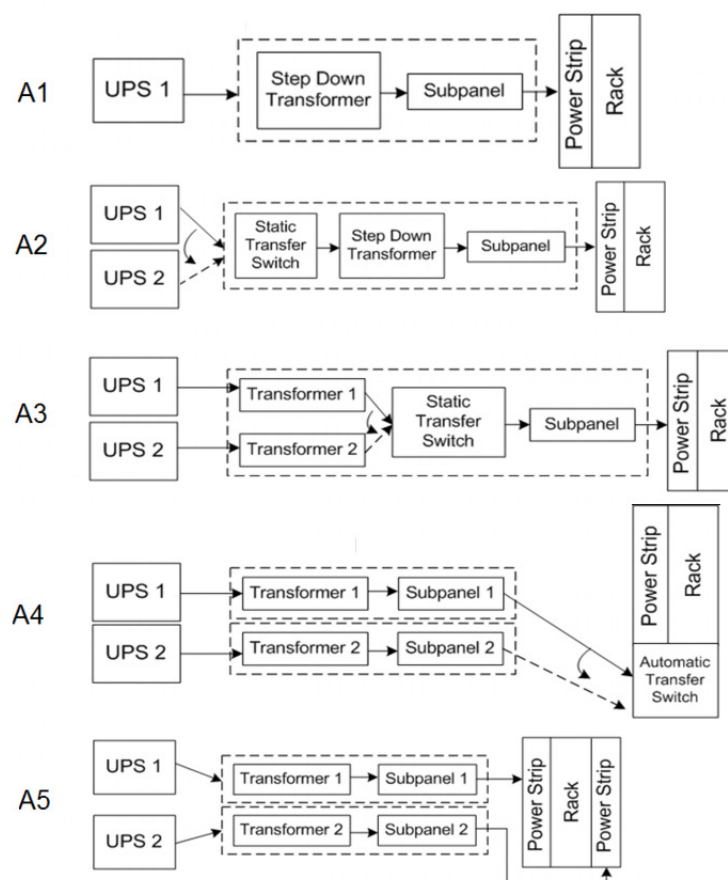 A1
UPS 1
Step Down
Transformer
Subpanel
Power Strip
Rack
A2
UPS 1
UPS 2
Static
Transfer
Switch
Step Down
Transformer
Subpanel
Power Strip
Rack
A3
UPS 1
UPS 2
Transformer 1
Transformer 2
Static
Transfer
Switch
Subpanel
Power Strip
Rack
A4
UPS 1
UPS 2
Transformer 1
Subpanel 1
Transformer 2
Subpanel 2
Power Strip
Rack
Automatic
Transfer
Switch
A5
UPS 1
UPS 2
Transformer 1
Subpanel 1
Transformer 2
Subpanel 2
Power Strip
Rack
Power Strip